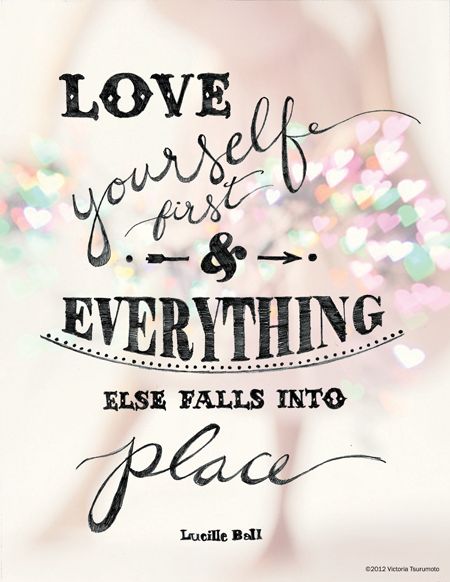 LOVE
yourself
first
&
EVERYTHING
ELSE FALLS INTO
place
Lucille Ball
©2012 Victoria Tsurumoto